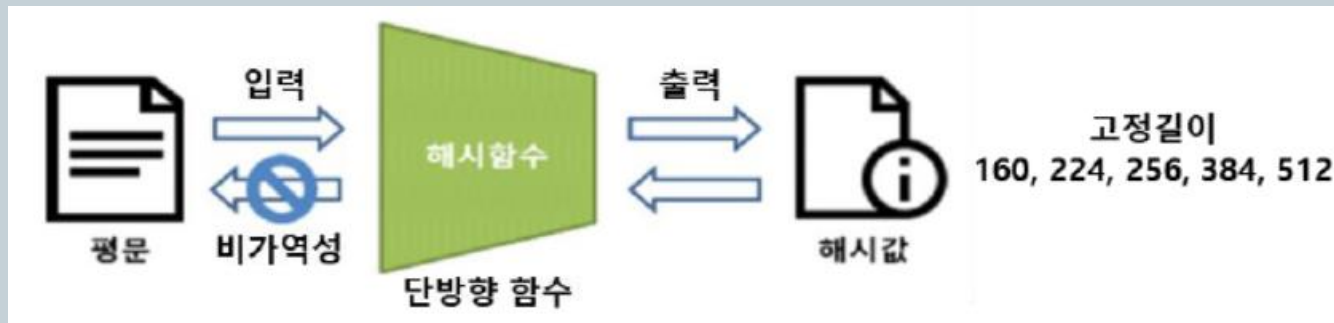 입력
출력
해시함수
고정길이
160, 224, 256, 384, 512
평문
비가역성
해시값
단방향 함수